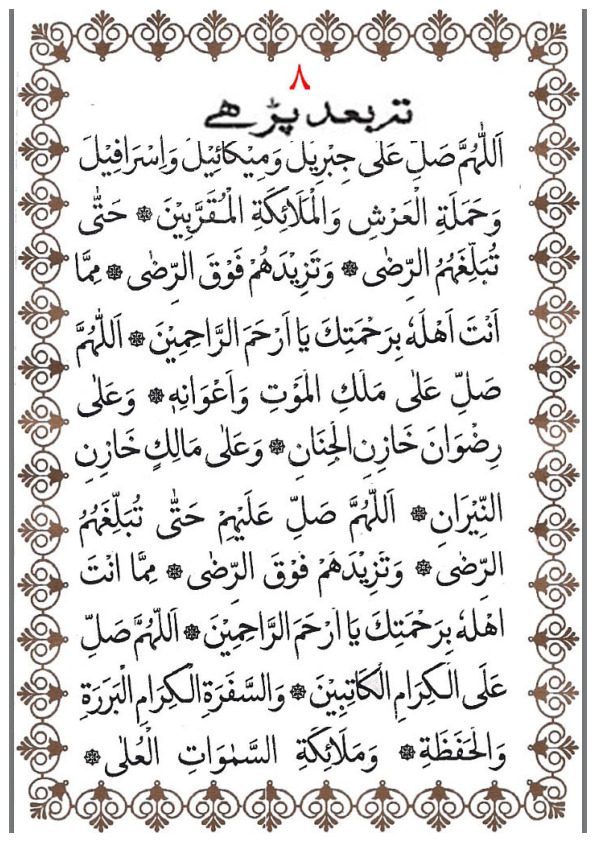 ٨
تہ بعد پڑھے
اَللّٰهُمَّ صَلِّ عَلٰی جِبْرِيْلَ وَمِيْكَائِيْلَ وَاِسْرَافِيْلَ
وَحَمَلَةِ الْعَرْشِ وَالْمَلَائِكَةِ الْمُقَرَّبِيْنَ ۞ حَتّٰی
تُبَلِّغَهُمُ الرِّضٰی ۞ وَتَزِيْدَهُمْ فَوْقَ الرِّضٰی ۞ مِمَّا
اَنْتَ اَهْلُهٗ بِرَحْمَتِكَ يَا اَرْحَمَ الرَّاحِمِيْنَ ۞ اَللّٰهُمَّ
صَلِّ عَلٰی مَلَكِ الْمَوْتِ وَاَعْوَانِهٖ ۞ وَعَلٰی
رِضْوَانَ خَازِنِ الْجِنَانِ ۞ وَعَلٰی مَالِكٍ خَازِنِ
النِّيْرَانِ ۞ اَللّٰهُمَّ صَلِّ عَلَيْهِمْ حَتّٰی تُبَلِّغَهُمُ
الرِّضٰی ۞ وَتَزِيْدَهُمْ فَوْقَ الرِّضٰی ۞ مِمَّا اَنْتَ
اَهْلُهٗ بِرَحْمَتِكَ يَا اَرْحَمَ الرَّاحِمِيْنَ ۞ اَللّٰهُمَّ صَلِّ
عَلَی الْكِرَامِ الْكَاتِبِيْنَ ۞ وَالسَّفَرَةِ الْكِرَامِ الْبَرَرَةِ
وَالْحَفَظَةِ ۞ وَمَلَائِكَةِ السَّمٰوَاتِ الْعُلٰی ۞